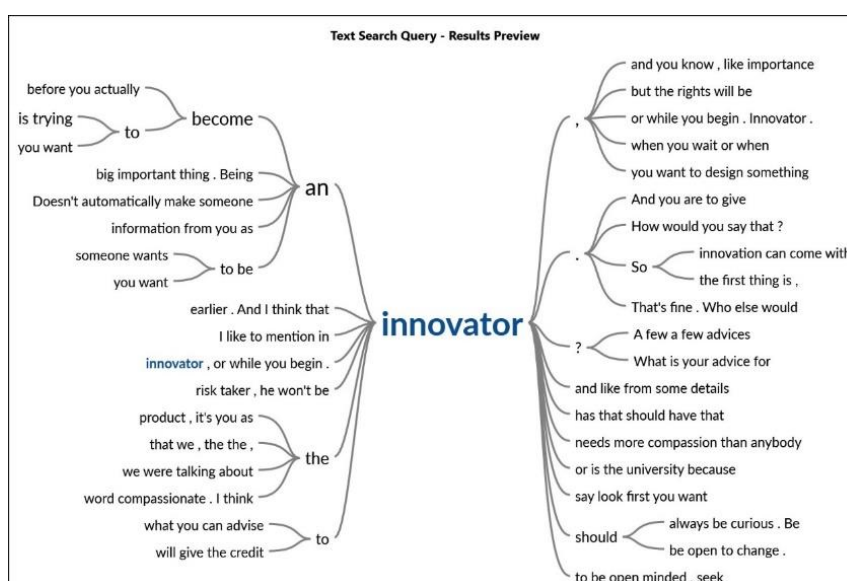 Text Search Query - Results Preview
before you actually
is trying
you want
to
become
big important thing . Being
Doesn't automatically make someone
information from you as
someone wants
you want
to be
an
earlier . And I think that
I like to mention in
innovator , or while you begin .
risk taker , he won't be
product , it's you as
that we , the the ,
we were talking about
word compassionate . I think
the
what you can advise
will give the credit
to
innovator
,
and you know , like importance
but the rights will be
or while you begin . Innovator .
when you wait or when
you want to design something
.
And you are to give
How would you say that ?
So
innovation can come with
the first thing is ,
That's fine . Who else would
?
A few a few advices
What is your advice for
and like from some details
has that should have that
needs more compassion than anybody
or is the university because
say look first you want
should
always be curious . Be
be open to change .
to be open minded , seek